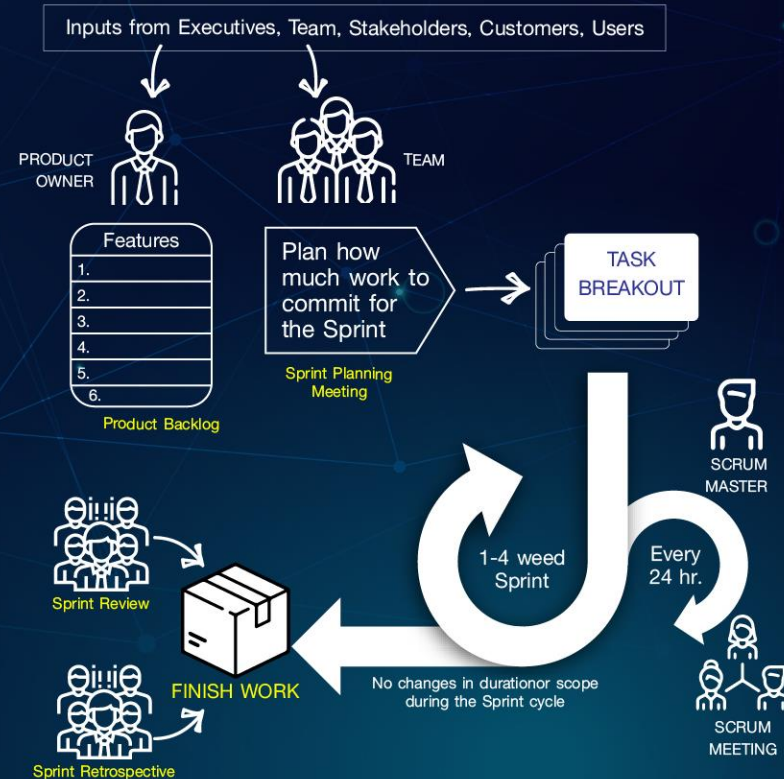 Inputs from Executives, Team, Stakeholders, Customers, Users
PRODUCT
OWNER
TEAM
Features
1.
2.
3.
4.
5.
6.
Product Backlog
Plan how
much work to
commit for
the Sprint
Sprint Planning
Meeting
TASK
BREAKOUT
SCRUM
MASTER
1-4 weed
Sprint
Every
24 hr.
Sprint Review
FINISH WORK
No changes in durationor scope
during the Sprint cycle
SCRUM
MEETING
Sprint Retrospective